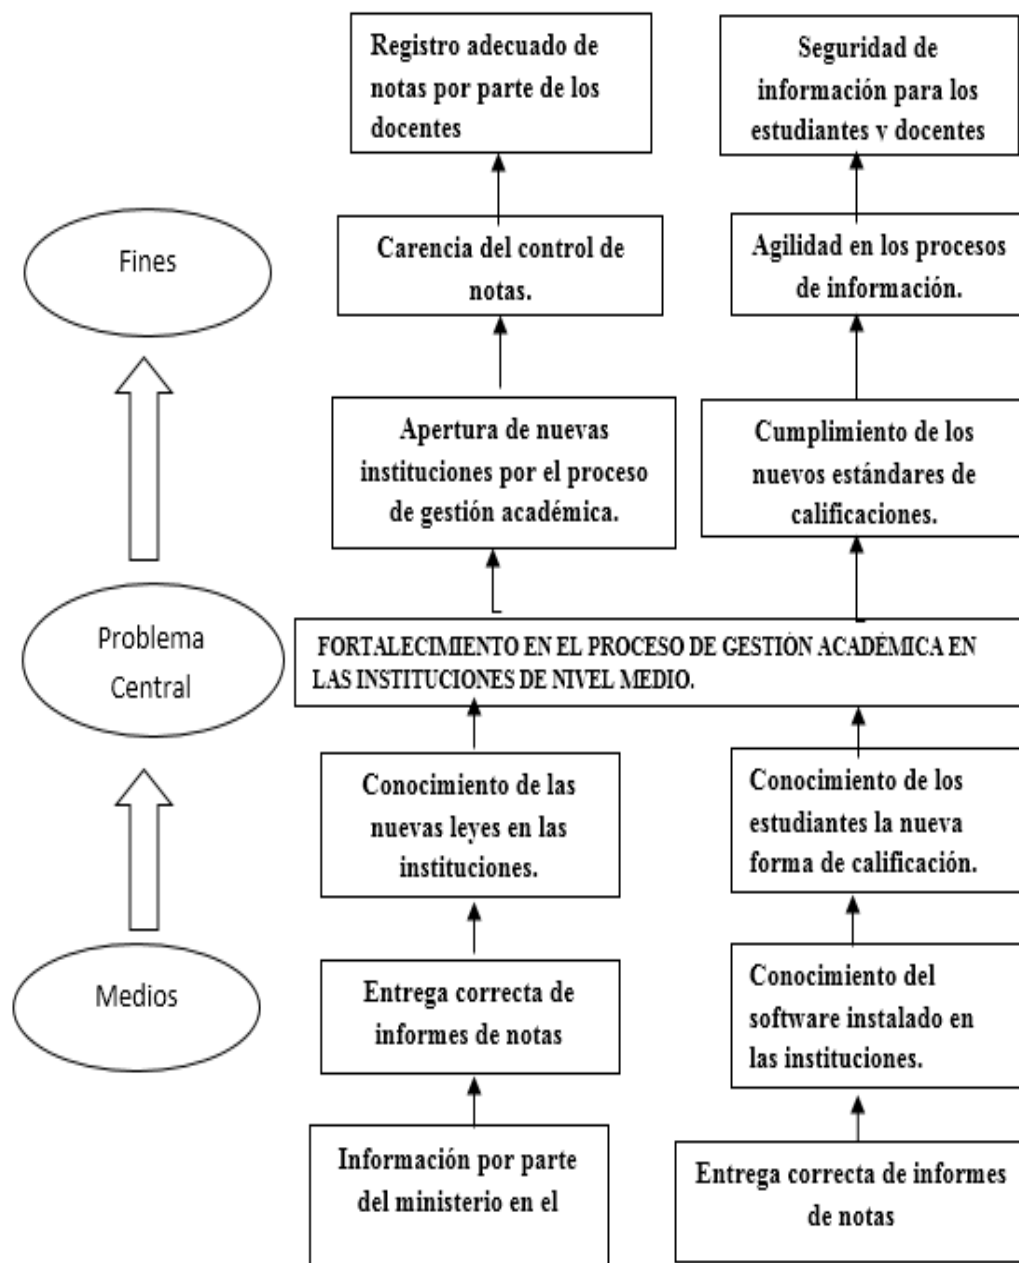 Registro adecuado de
notas por parte de los
docentes
Seguridad de
información para los
estudiantes y docentes
Fines
Carencia del control de
notas.
Agilidad en los procesos
de información.
Apertura de nuevas
instituciones por el proceso
de gestión académica.
Cumplimiento de los
nuevos estándares de
calificaciones.
Problema
Central
FORTALECIMIENTO EN EL PROCESO DE GESTIÓN ACADÉMICA EN
LAS INSTITUCIONES DE NIVEL MEDIO.
Conocimiento de las
nuevas leyes en las
instituciones.
Conocimiento de los
estudiantes la nueva
forma de calificación.
Medios
Entrega correcta de
informes de notas
Conocimiento del
software instalado en
las instituciones.
Información por parte
del ministerio en el
Entrega correcta de informes
de notas